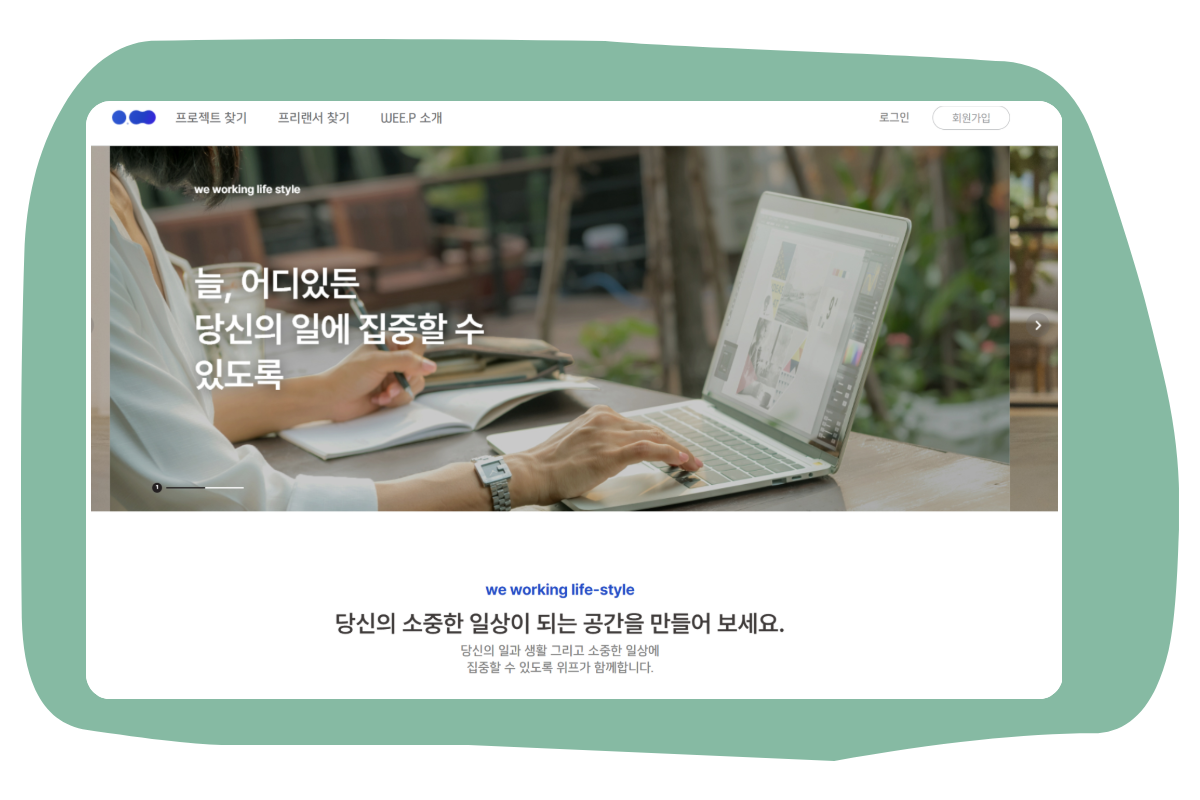 프로젝트 찾기 프리랜서 찾기 WEE.P 소개 로그인 회원가입
we working life style
늘, 어디있든
당신의 일에 집중할 수
있도록
1
we working life-style
당신의 소중한 일상이 되는 공간을 만들어 보세요.
당신의 일과 생활 그리고 소중한 일상에
집중할 수 있도록 위프가 함께합니다.